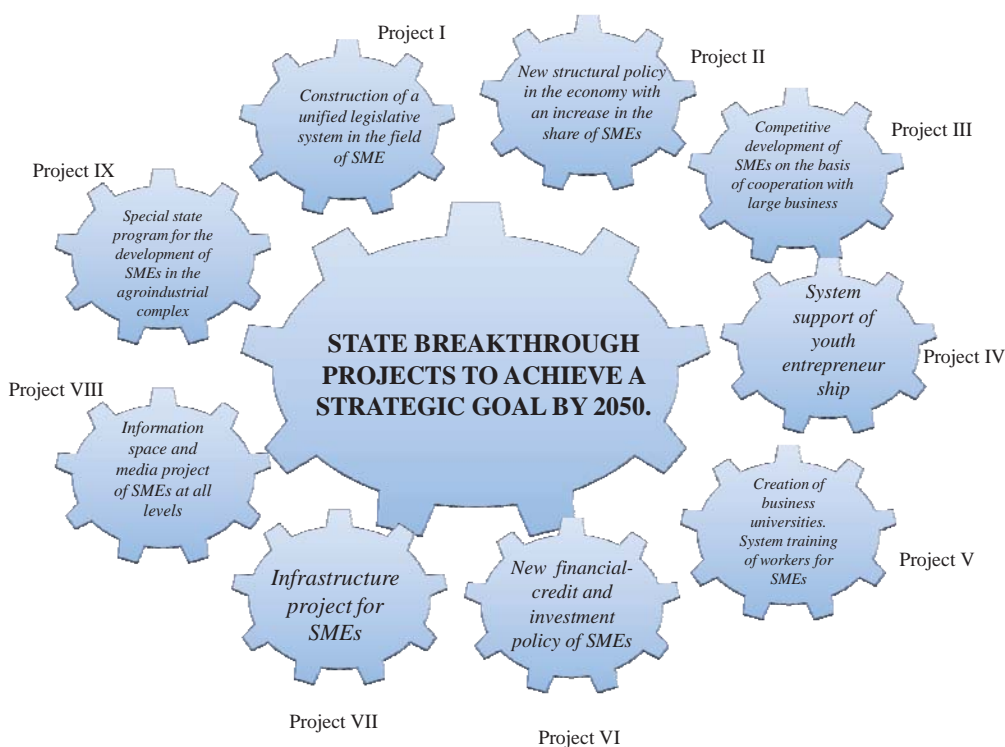 STATE BREAKTHROUGH
PROJECTS TO ACHIEVE A
STRATEGIC GOAL BY 2050.
Project I
Construction of a
unified legislative
system in the field
of SME
Project II
New structural policy
in the economy with
an increase in the
share of SMEs
Project III
Competitive
development of
SMEs on the basis
of cooperation with
large business
Project IV
System
support of
youth
entrepreneur
ship
Project V
Creation of
business
universities.
System training
of workers for
SMEs
Project VI
New financial-
credit and
investment
policy of SMEs
Project VII
Infrastructure
project for
SMEs
Project VIII
Information
space and
media project
of SMEs at all
levels
Project IX
Special state
program for the
development of
SMEs in the
agroindustrial
complex